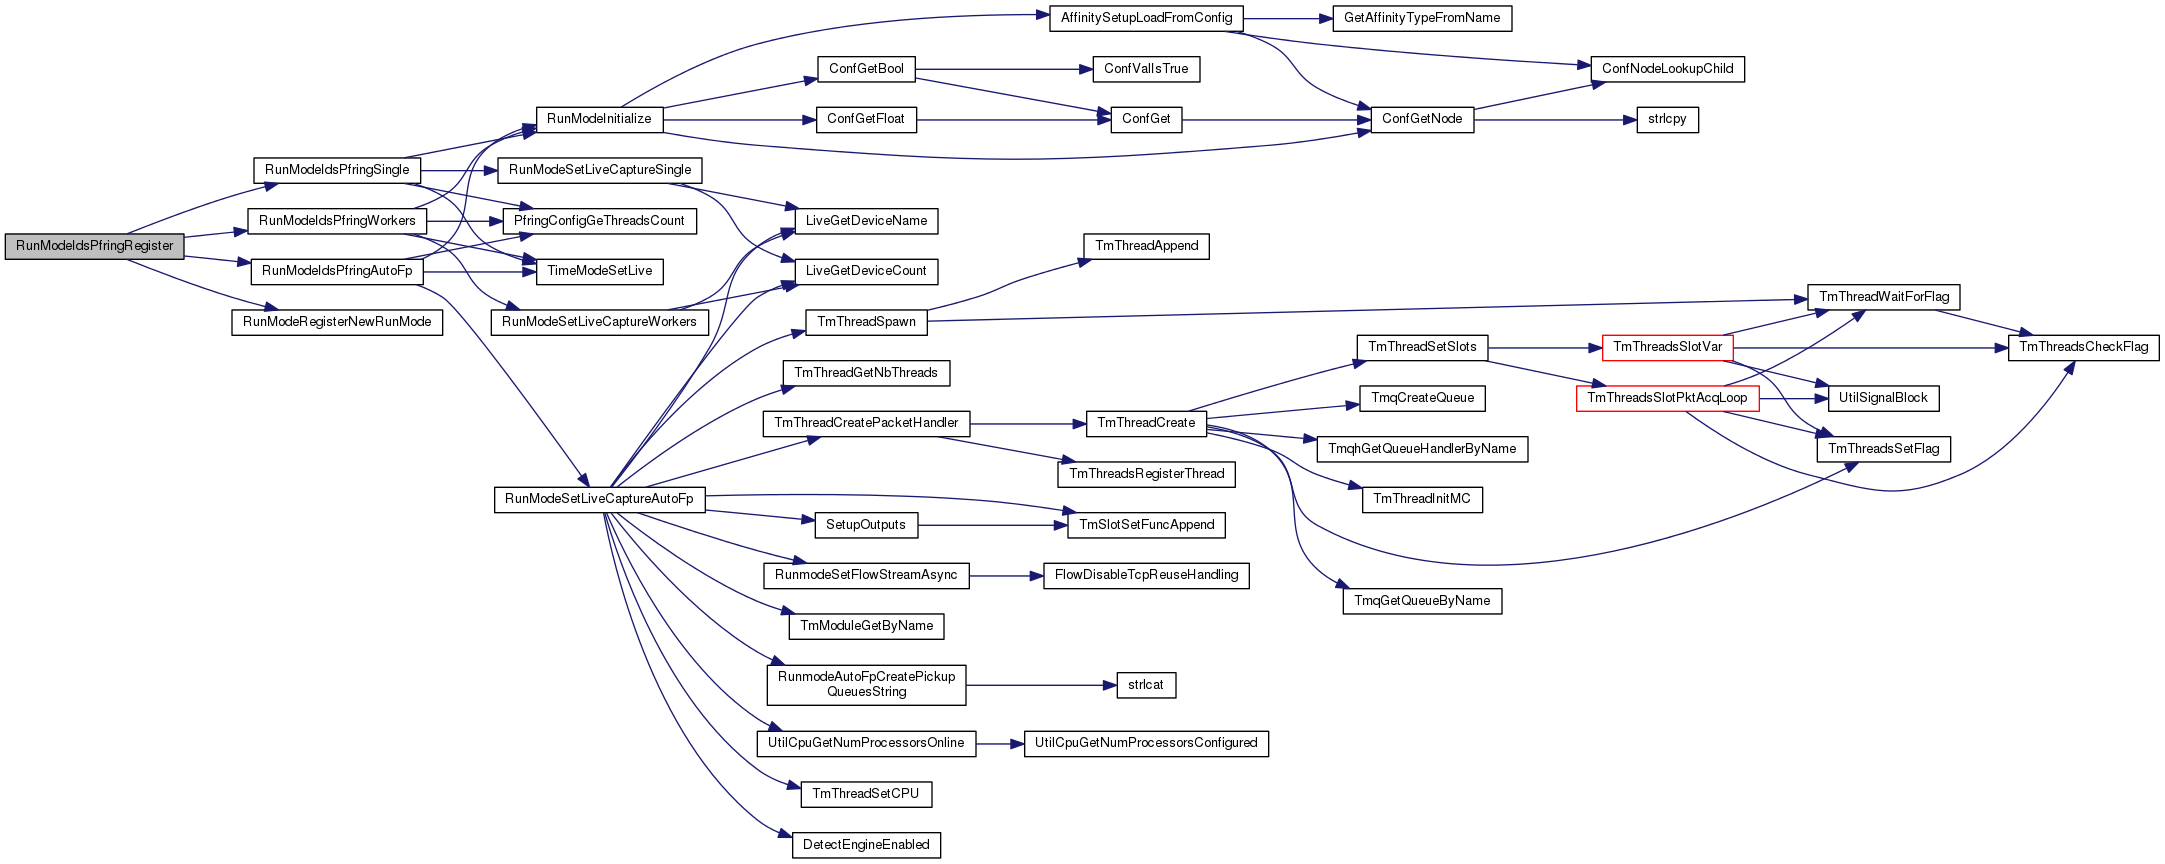 AffinitySetupLoadFromConfig
GetAffinityTypeFromName
ConfGetBool
ConfValIsTrue
ConfNodeLookupChild
RunModeInitialize
ConfGetFloat
ConfGet
ConfGetNode
strlcpy
RunModeIdsPfringSingle
RunModeSetLiveCaptureSingle
RunModeIdsPfringWorkers
PfringConfigGeThreadsCount
LiveGetDeviceName
RunModeIdsPfringRegister
TmThreadAppend
RunModeIdsPfringAutoFp
TimeModeSetLive
LiveGetDeviceCount
TmThreadWaitForFlag
RunModeRegisterNewRunMode
RunModeSetLiveCaptureWorkers
TmThreadSpawn
TmThreadSetSlots
TmThreadsSlotVar
TmThreadsCheckFlag
TmThreadGetNbThreads
TmqCreateQueue
TmThreadsSlotPktAcqLoop
UtilSignalBlock
TmThreadCreatePacketHandler
TmThreadCreate
TmqhGetQueueHandlerByName
TmThreadsSetFlag
TmThreadsRegisterThread
RunModeSetLiveCaptureAutoFp
TmThreadInitMC
SetupOutputs
TmSlotSetFuncAppend
RunmodeSetFlowStreamAsync
FlowDisableTcpReuseHandling
TmqGetQueueByName
TmModuleGetByName
RunmodeAutoFpCreatePickup
QueuesString
strlcat
UtilCpuGetNumProcessorsOnline
UtilCpuGetNumProcessorsConfigured
TmThreadSetCPU
DetectEngineEnabled